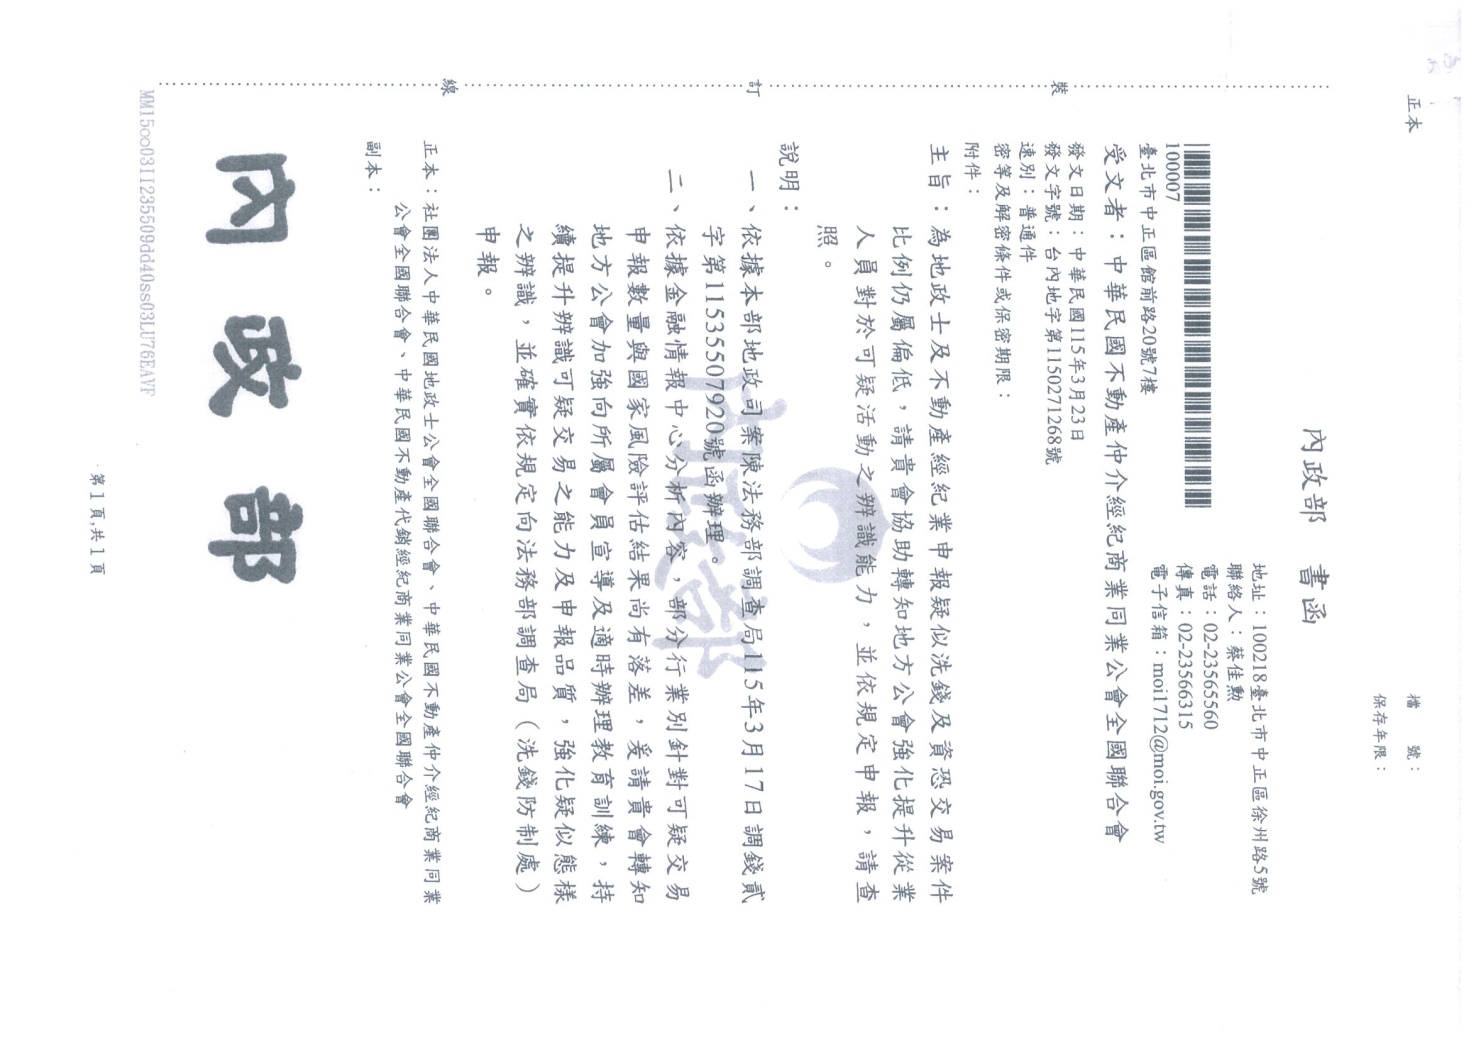 正本
檔　號：
保存年限：
內政部　書函
地址：100218臺北市中正區徐州路5號
聯絡人：蔡佳勳
電話：02-23565560
傳真：02-23566315
電子信箱：moi1712@moi.gov.tw
100007
臺北市中正區館前路20號7樓
受文者：中華民國不動產仲介經紀商業同業公會全國聯合會
發文日期：中華民國115年3月23日
發文字號：台內地字第1150271268號
速別：普通件
密等及解密條件或保密期限：
附件：
主旨：為地政士及不動產經紀業申報疑似洗錢及資恐交易案件
比例仍屬偏低，請貴會協助轉知地方公會強化提升從業
人員對於可疑活動之辨識能力，並依規定申報，請查
照。
說明：
一、依據本部地政司案陳法務部調查局115年3月17日調錢貳
字第11535507920號函辦理。
二、依據金融情報中心分析內容，部分行業別針對可疑交易
申報數量與國家風險評估結果尚有落差，爰請貴會轉知
地方公會加強向所屬會員宣導及適時辦理教育訓練，持
續提升辨識可疑交易之能力及申報品質，強化疑似態樣
之辨識，並確實依規定向法務部調查局（洗錢防制處）
申報。
正本：社團法人中華民國地政士公會全國聯合會、中華民國不動產仲介經紀商業同業
公會全國聯合會、中華民國不動產代銷經紀商業同業公會全國聯合會
副本：
內政部
裝
訂
線
內政部
第1頁,共1頁